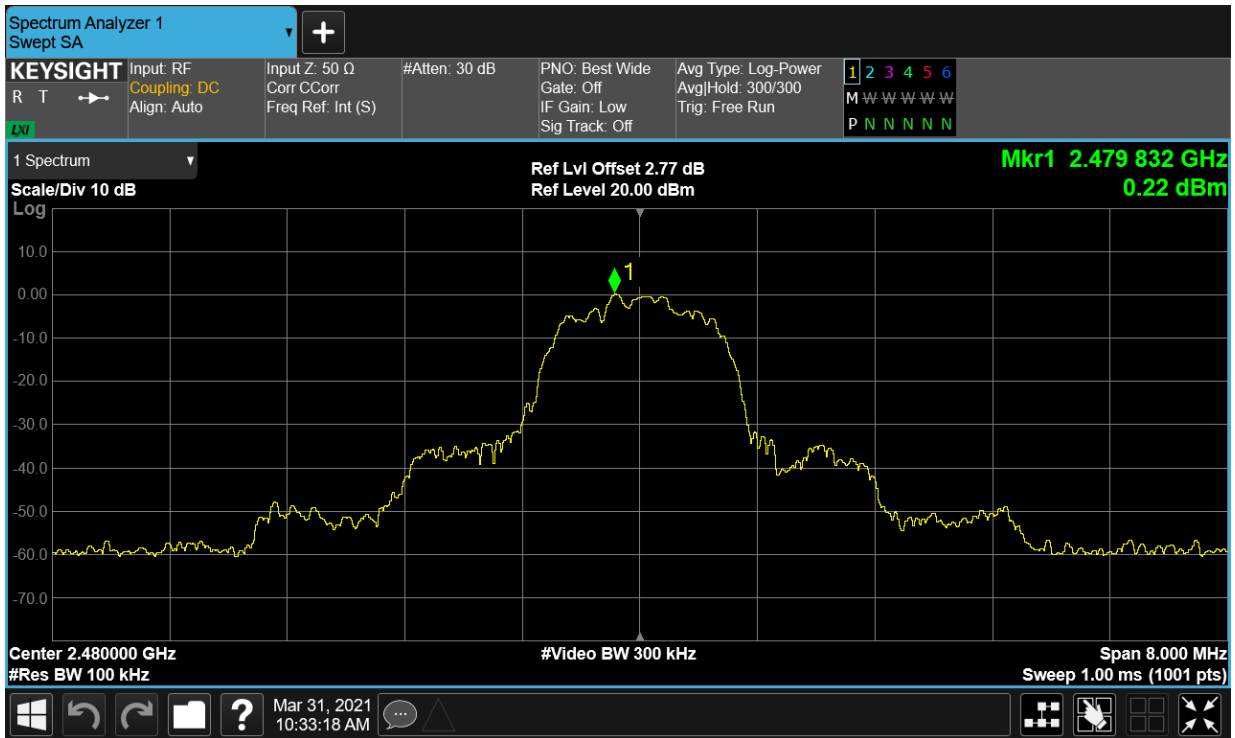 Spectrum Analyzer 1
Swept SA
▼
+
KEYSIGHT
R T
LXI
Input: RF
Coupling: DC
Align: Auto
Input Z: 50 Ω
Corr CCorr
Freq Ref: Int (S)
#Atten: 30 dB
PNO: Best Wide
Gate: Off
IF Gain: Low
Sig Track: Off
Avg Type: Log-Power
Avg|Hold: 300/300
Trig: Free Run
1 2 3 4 5 6
M W W W W W
P N N N N N
1 Spectrum ▼
Scale/Div 10 dB
Log
Ref Lvl Offset 2.77 dB
Ref Level 20.00 dBm
Mkr1 2.479 832 GHz
0.22 dBm
10.0
0.00
-10.0
-20.0
-30.0
-40.0
-50.0
-60.0
-70.0
1
Center 2.480000 GHz
#Res BW 100 kHz
#Video BW 300 kHz
Span 8.000 MHz
Sweep 1.00 ms (1001 pts)
?
Mar 31, 2021
10:33:18 AM